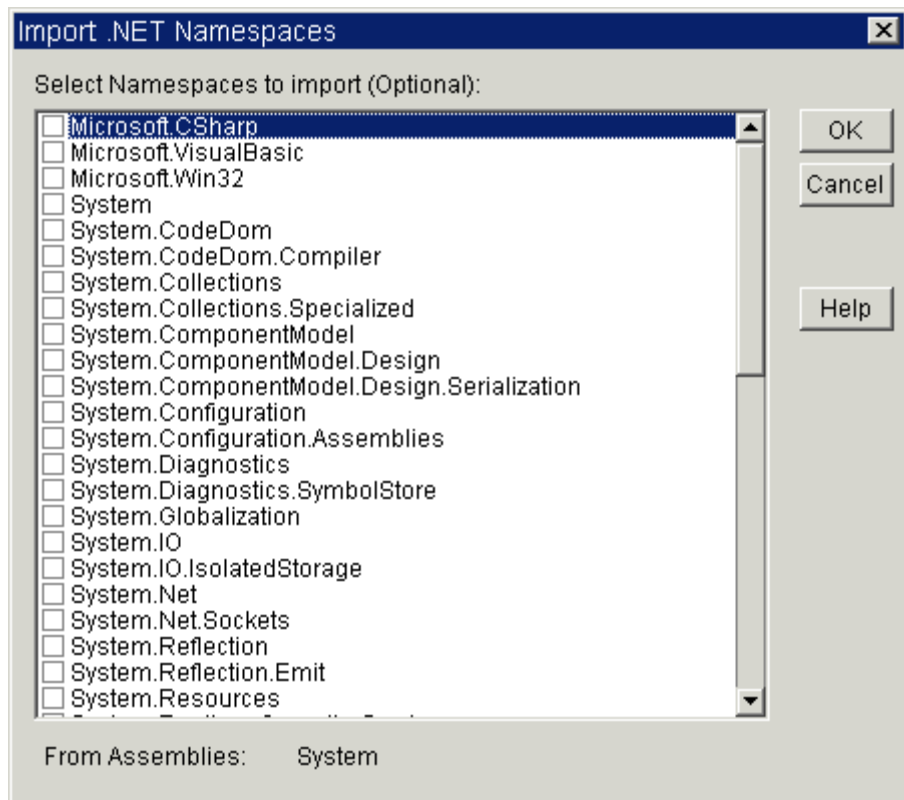 Import .NET Namespaces
Select Namespaces to import (Optional):
Microsoft.CSharp
Microsoft.VisualBasic
Microsoft.Win32
System
System.CodeDom
System.CodeDom.Compiler
System.Collections
System.Collections.Specialized
System.ComponentModel
System.ComponentModel.Design
System.ComponentModel.Design.Serialization
System.Configuration
System.Configuration.Assemblies
System.Diagnostics
System.Diagnostics.SymbolStore
System.Globalization
System.IO
System.IO.IsolatedStorage
System.Net
System.Net.Sockets
System.Reflection
System.Reflection.Emit
System.Resources
OK
Cancel
Help
From Assemblies: System